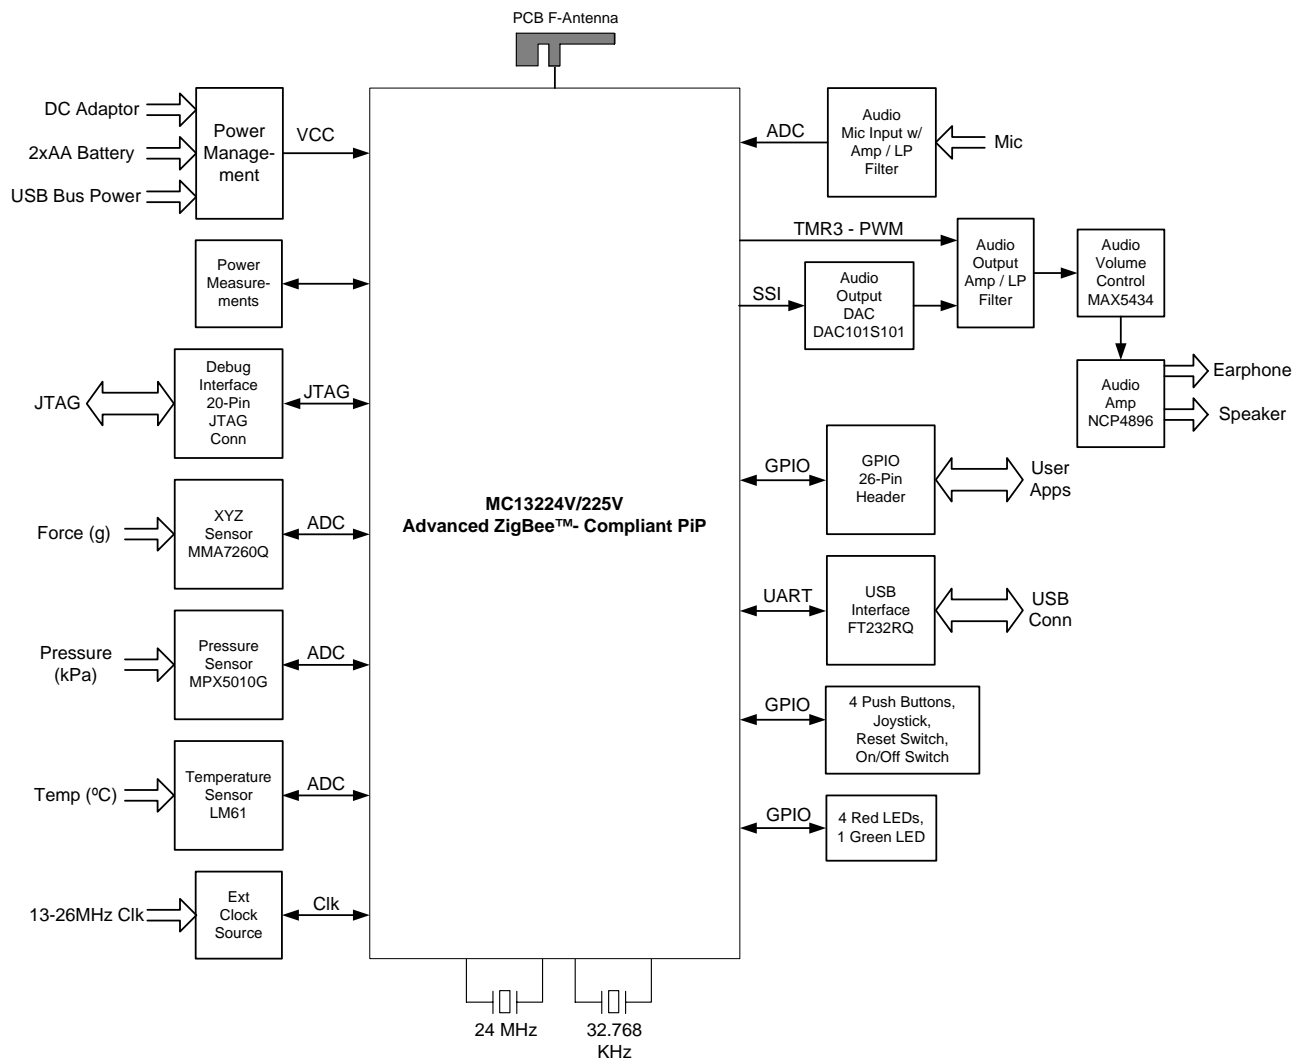 PCB F-Antenna
DC Adaptor
2xAA Battery
USB Bus Power
Power
Manage-
ment
VCC
Power
Measure-
ments
JTAG
Debug
Interface
20-Pin
JTAG
Conn
JTAG
Force (g)
XYZ
Sensor
MMA7260Q
ADC
Pressure
(kPa)
Pressure
Sensor
MPX5010G
ADC
Temp (ºC)
Temperature
Sensor
LM61
ADC
13-26MHz Clk
Ext
Clock
Source
Clk
MC13224V/225V
Advanced ZigBee™- Compliant PiP
24 MHz
32.768
KHz
ADC
Audio
Mic Input w/
Amp / LP
Filter
Mic
TMR3 - PWM
SSI
Audio
Output
DAC
DAC101S101
Audio
Output
Amp / LP
Filter
Audio
Volume
Control
MAX5434
Audio
Amp
NCP4896
Earphone
Speaker
GPIO
GPIO
26-Pin
Header
User
Apps
UART
USB
Interface
FT232RQ
USB
Conn
GPIO
4 Push Buttons,
Joystick,
Reset Switch,
On/Off Switch
GPIO
4 Red LEDs,
1 Green LED